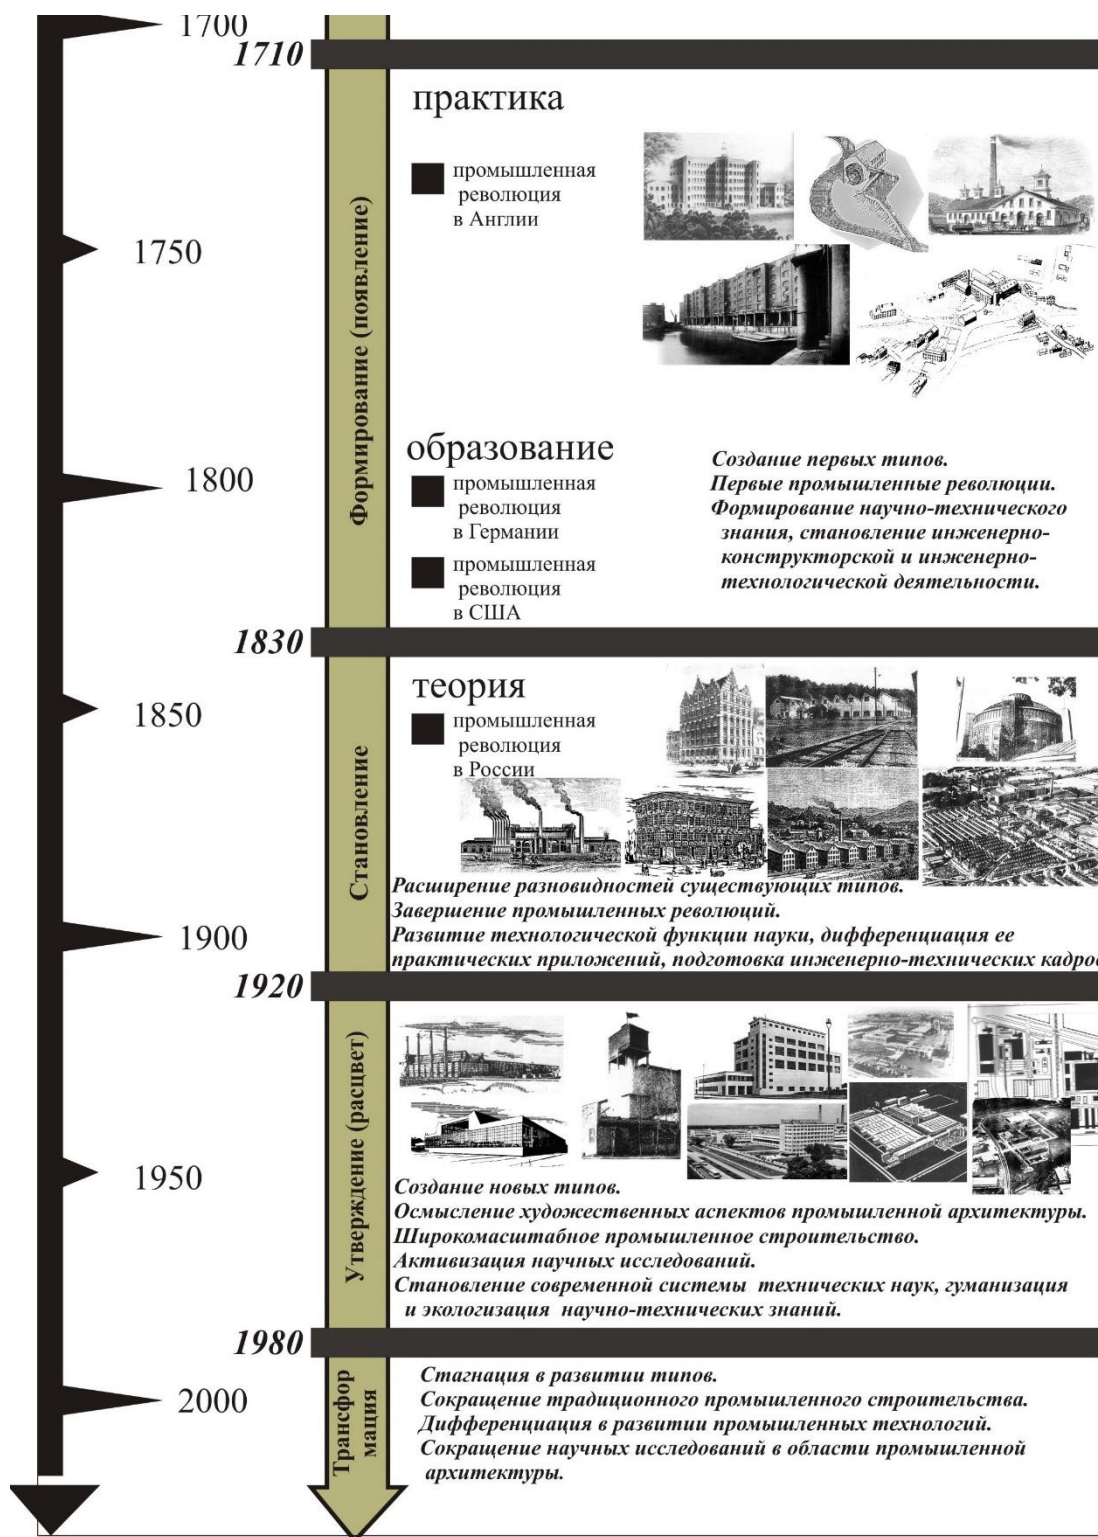 1700
1710
практика
промышленная
революция
в Англии
1750
Формирование (появление)
образование
промышленная
революция
в Германии
промышленная
революция
в США
1800
Создание первых типов.
Первые промышленные революции.
Формирование научно-технического
знания, становление инженерно-
конструкторской и инженерно-
технологической деятельности.
1830
теория
промышленная
революция
в России
1850
Становление
Расширение разновидностей существующих типов.
Завершение промышленных революций.
Развитие технологической функции науки, дифференциация ее
практических приложений, подготовка инженерно-технических кадров
1900
1920
Утверждение (расцвет)
1950
Создание новых типов.
Осмысление художественных аспектов промышленной архитектуры.
Широкомасштабное промышленное строительство.
Активизация научных исследований.
Становление современной системы технических наук, гуманизация
и экологизация научно-технических знаний.
1980
Трансфор
мация
2000
Стагнация в развитии типов.
Сокращение традиционного промышленного строительства.
Дифференциация в развитии промышленных технологий.
Сокращение научных исследований в области промышленной
архитектуры.